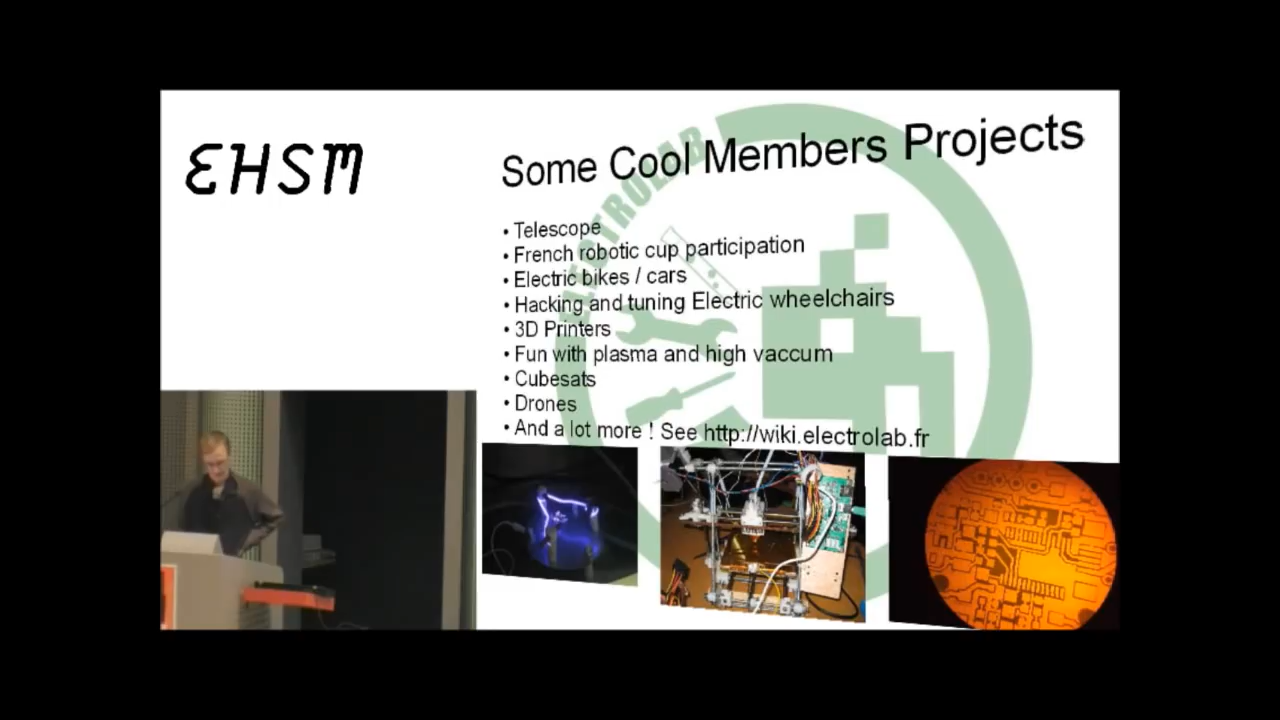 EHSM
ELECTROLAB
Some Cool Members Projects
• Telescope
• French robotic cup participation
• Electric bikes / cars
• Hacking and tuning Electric wheelchairs
• 3D Printers
• Fun with plasma and high vaccum
• Cubesats
• Drones
• And a lot more ! See http://wiki.electrolab.fr